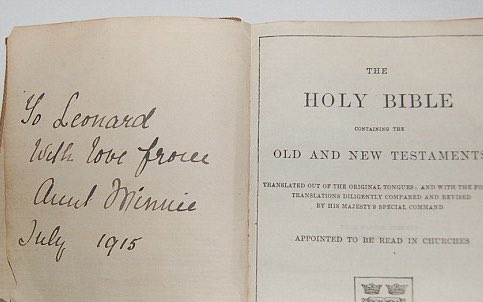 To Leonard
With love from
Aunt Minnie
July 1915
THE
HOLY BIBLE
CONTAINING THE
OLD AND NEW TESTAMENTS
TRANSLATED OUT OF THE ORIGINAL TONGUES: AND WITH THE FO
TRANSLATIONS DILIGENTLY COMPARED AND REVISED
BY HIS MAJESTY'S SPECIAL COMMAND
APPOINTED TO BE READ IN CHURCHES